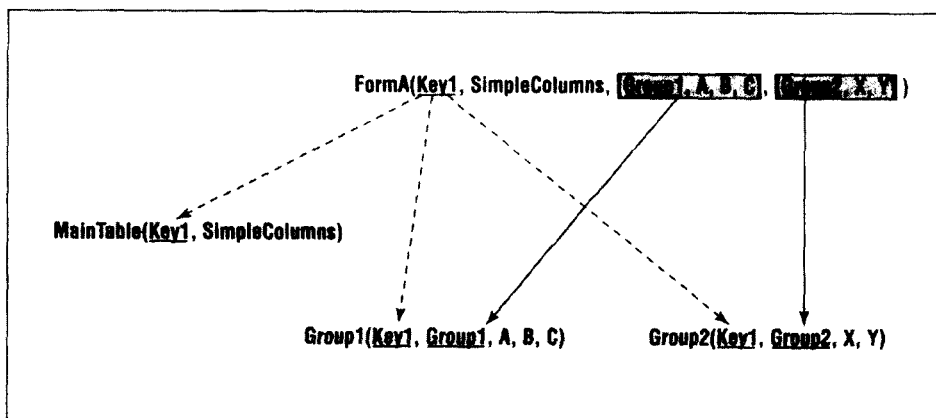 FormA(Key1, SimpleColumns, (Group1, A, B, C), (Group2, X, Y) )
MainTable(Key1, SimpleColumns)
Group1(Key1, Group1, A, B, C)
Group2(Key1, Group2, X, Y)